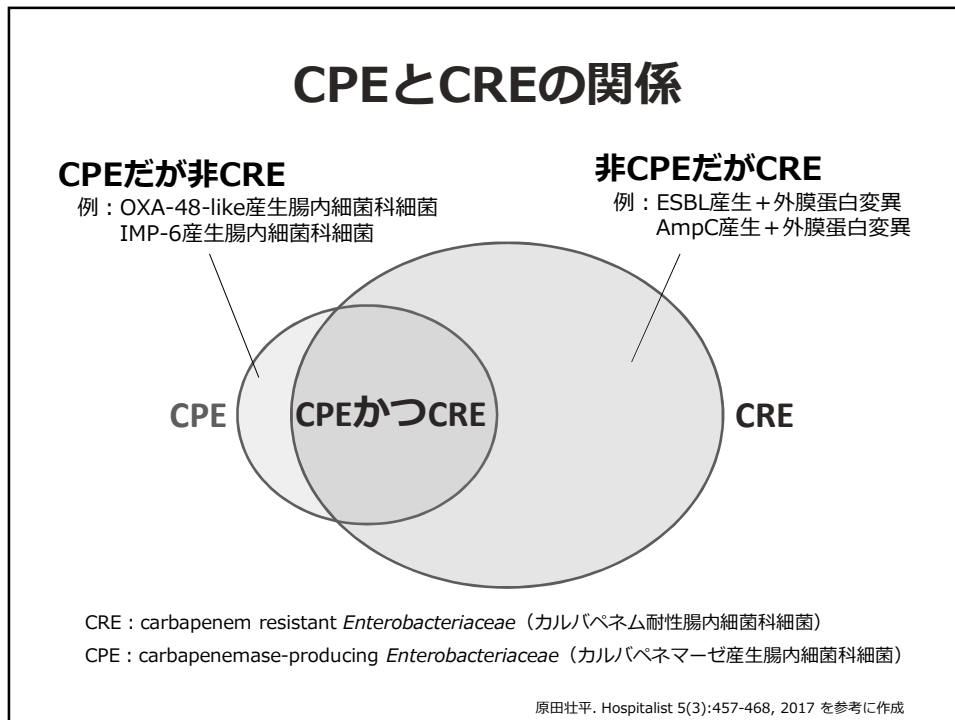 CPEとCREの関係
CPEだが非CRE
例：OXA-48-like産生腸内細菌科細菌
IMP-6産生腸内細菌科細菌
非CPEだがCRE
例：ESBL産生＋外膜蛋白変異
AmpC産生＋外膜蛋白変異
CPE
CPEかつCRE
CRE
CRE：carbapenem resistant Enterobacteriaceae（カルバペネム耐性腸内細菌科細菌）
CPE：carbapenemase-producing Enterobacteriaceae（カルバペネマーゼ産生腸内細菌科細菌）
原田壮平. Hospitalist 5(3):457-468, 2017 を参考に作成